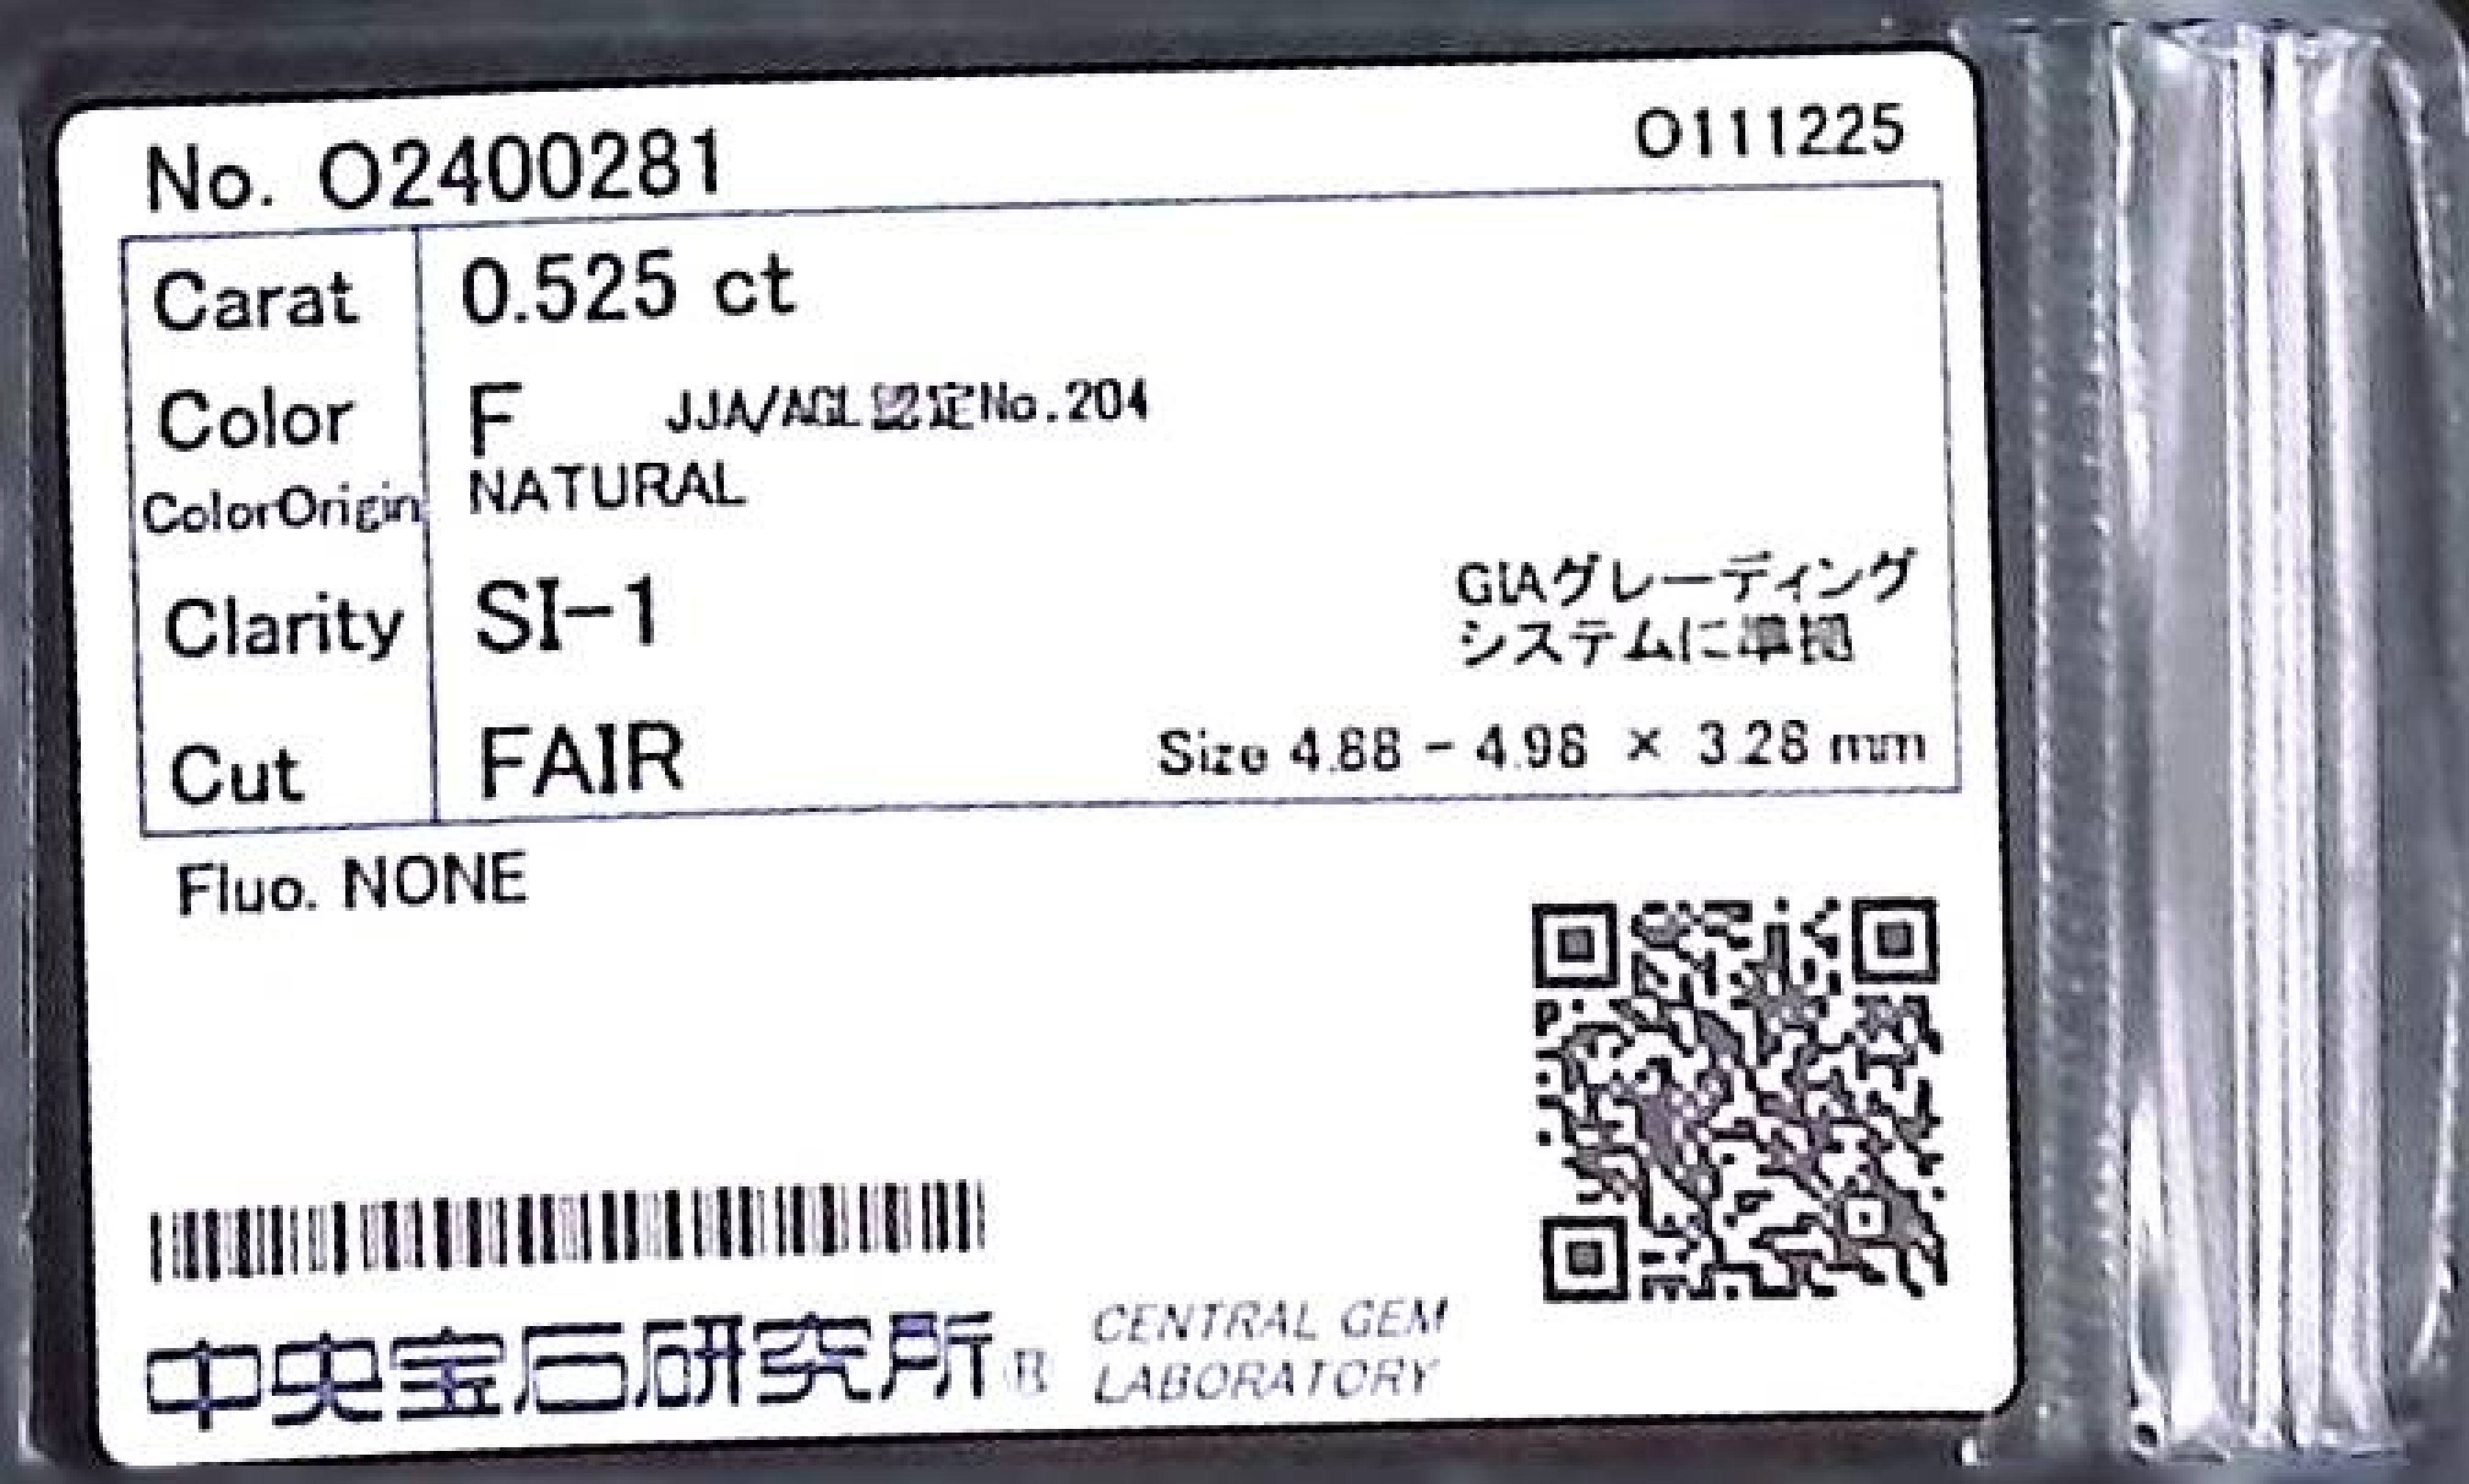 No. O2400281
O111225
Carat 0.525 ct
Color F JJA/AGL認定No.204
ColorOrigin NATURAL
Clarity SI-1
GIAグレーディング
システムに準拠
Cut FAIR
Size 4.88 - 4.96 × 3.28 mm
Fluo. NONE
中央宝石研究所®
CENTRAL GEM
LABORATORY